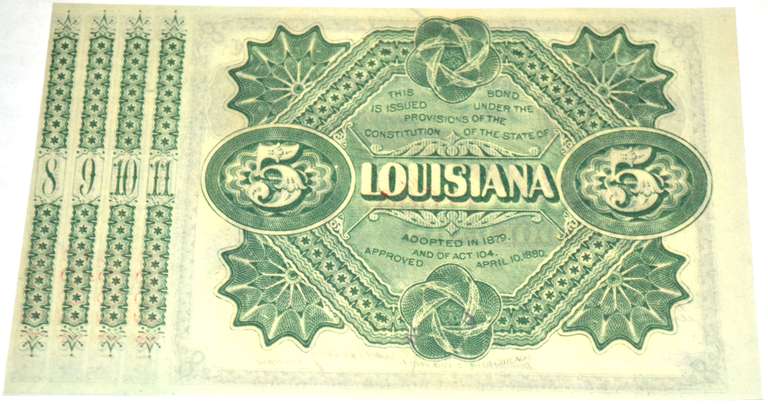 8 9 10 11
THIS BOND
IS ISSUED UNDER THE
PROVISIONS OF THE
CONSTITUTION OF THE STATE OF
5 LOUISIANA 5
ADOPTED IN 1879.
AND OF ACT 104.
APPROVED APRIL 10, 1880.